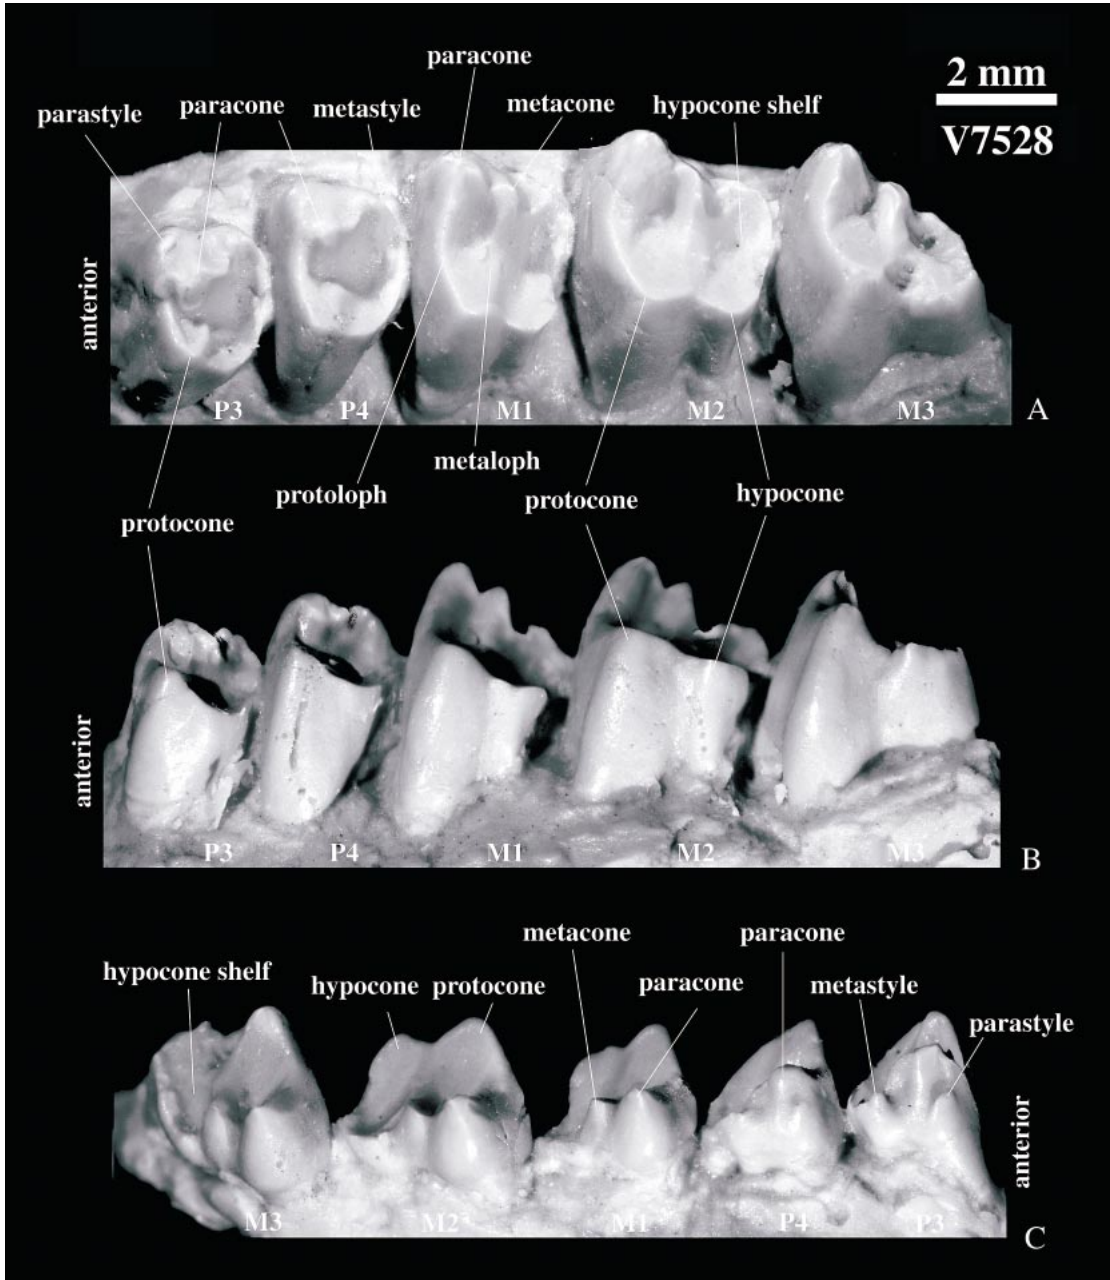 paracone
2 mm
parastyle
paracone
metastyle
metacone
hypocone shelf
V7528
anterior
P3
P4
M1
M2
M3
A
metaloph
protoloph
protocone
hypocone
protocone
anterior
P3
P4
M1
M2
M3
B
metacone
paracone
hypocone shelf
hypocone
protocone
paracone
metastyle
parastyle
anterior
M3
M2
M1
P4
P3
C